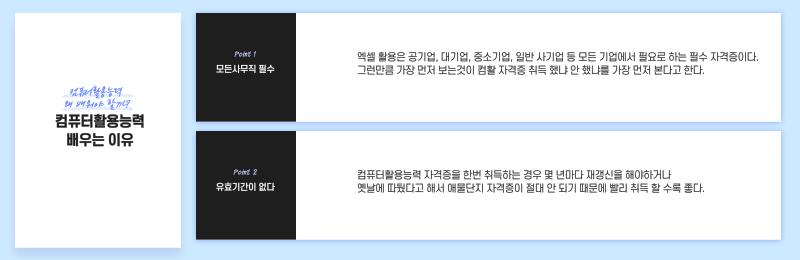 컴퓨터활용능력
왜 배워야 할까?
컴퓨터활용능력
배우는 이유
Point 1
모든사무직 필수
엑셀 활용은 공기업, 대기업, 중소기업, 일반 사기업 등 모든 기업에서 필요로 하는 필수 자격증이다.
그런만큼 가장 먼저 보는것이 컴활 자격증 취득 했냐 안 했냐를 가장 먼저 본다고 한다.
Point 2
유효기간이 없다
컴퓨터활용능력 자격증을 한번 취득하는 경우 몇 년마다 재갱신을 해야하거나
옛날에 따뒀다고 해서 애물단지 자격증이 절대 안 되기 때문에 빨리 취득 할 수록 좋다.